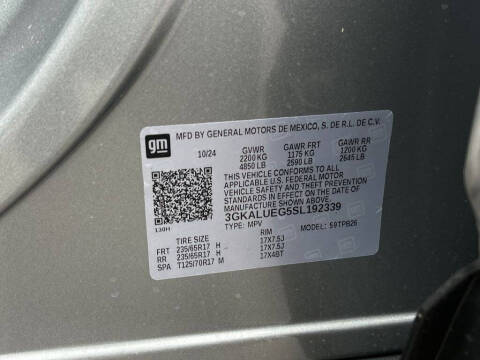 gm
MFD BY GENERAL MOTORS DE MEXICO, S. DE R.L. DE C.V.
10/24 GVWR GAWR FRT GAWR RR
2200 KG 1175 KG 1200 KG
4850 LB 2590 LB 2645 LB
THIS VEHICLE CONFORMS TO ALL
APPLICABLE U.S. FEDERAL MOTOR
VEHICLE SAFETY, BUMPER, AND THEFT PREVENTION
STANDARDS IN EFFECT ON THE DATE OF
MANUFACTURE SHOWN ABOVE.
3GKALUEG5SL192339
130H TYPE: MPV MODEL: 59TPB26
TIRE SIZE RIM
FRT 235/65R17 H 17X7.5J
RR 235/65R17 H 17X7.5J
SPA T125/70R17 M 17X4BT